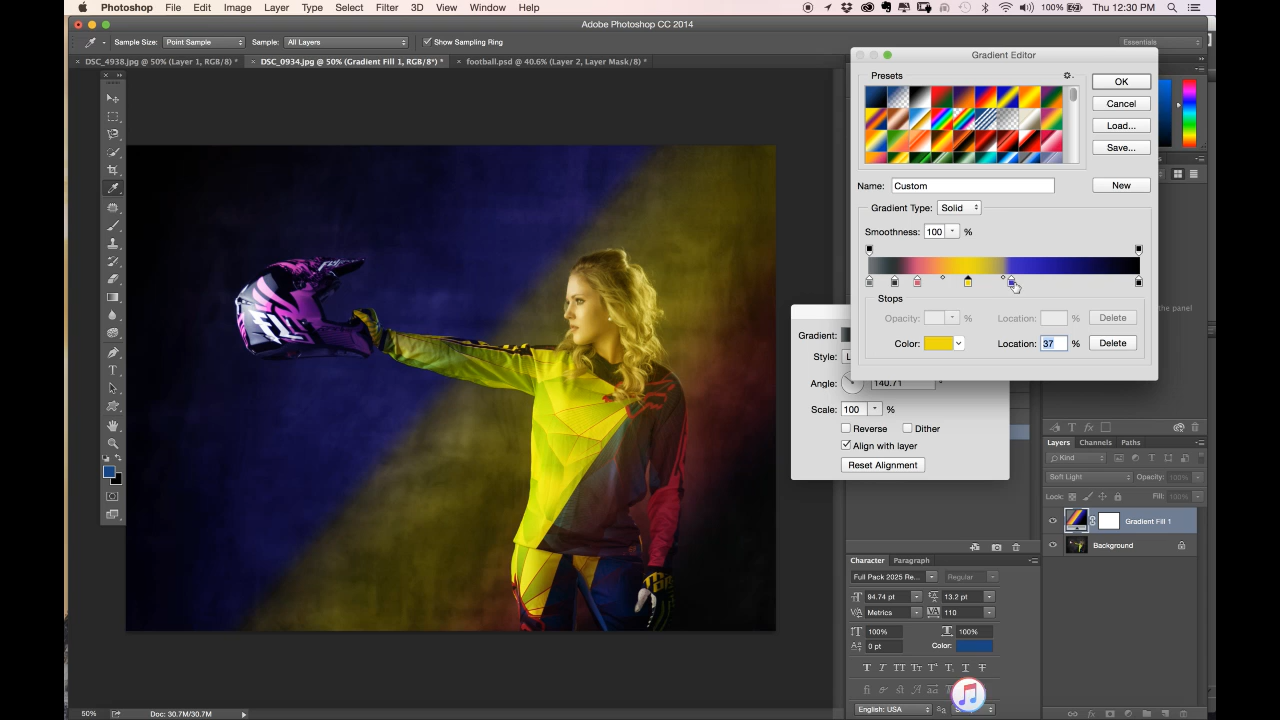 Photoshop File Edit Image Layer Type Select Filter 3D View Window Help 100% Thu 12:30 PM
Adobe Photoshop CC 2014
Sample Size: Point Sample Sample: All Layers Show Sampling Ring Essentials
DSC_4938.jpg @ 50% (Layer 1, RGB/8) * DSC_0934.jpg @ 50% (Gradient Fill 1, RGB/8*) * football.psd @ 40.6% (Layer 2, Layer Mask/8) *
Gradient Editor
Presets
OK
Cancel
Load...
Save...
Name: Custom New
Gradient Type: Solid
Smoothness: 100 %
Stops
Opacity: % Location: Delete
Color: Location: 37 % Delete
Gradient:
Style: L
Angle: 140.71 °
Scale: 100 %
Reverse Dither
Align with layer
Reset Alignment
he panel
Layers Channels Paths
Kind
Soft Light Opacity: 100%
Lock: Fill: 100%
Gradient Fill 1
Background
Character Paragraph
Full Pack 2025 Re... Regular
94.74 pt 13.2 pt
Metrics 110
100% 100%
0 pt Color:
T T TT Tt T¹ T₁ T T
fi
English: USA
50% Doc: 30.7M/30.7M